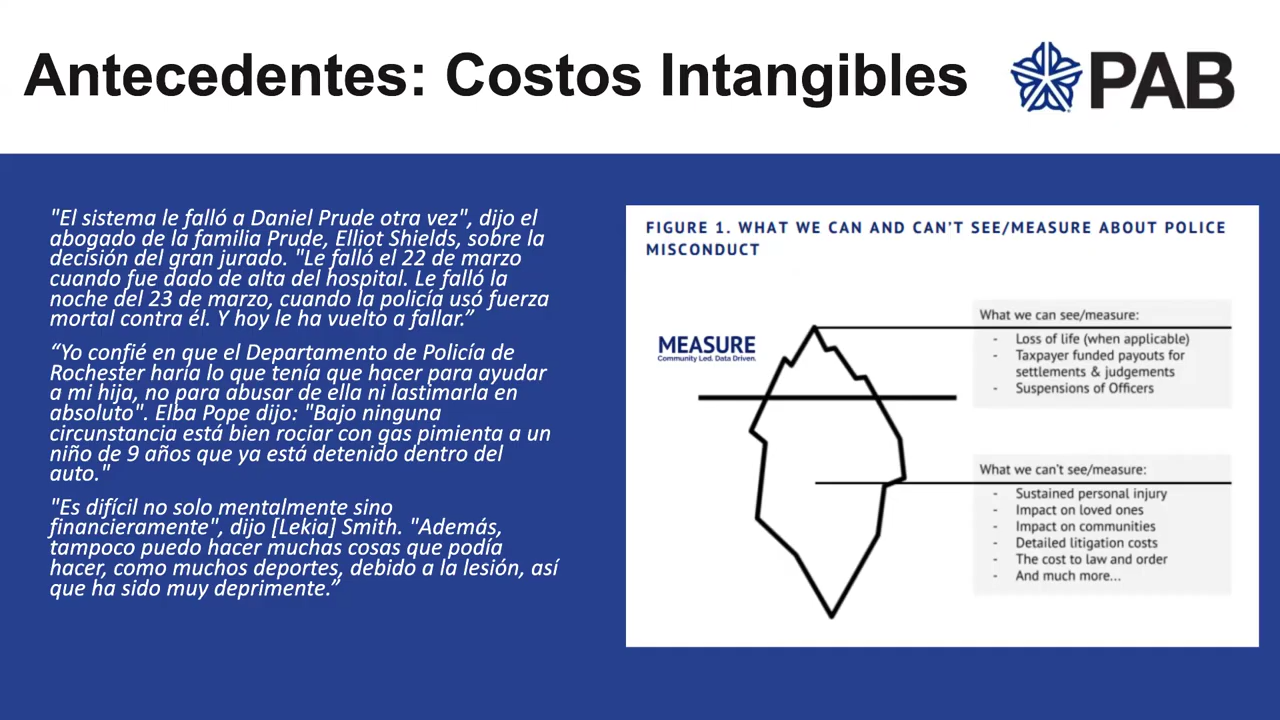 Antecedentes: Costos Intangibles
PAB
"El sistema le falló a Daniel Prude otra vez", dijo el
abogado de la familia Prude, Elliot Shields, sobre la
decisión del gran jurado. "Le falló el 22 de marzo
cuando fue dado de alta del hospital. Le falló la
noche del 23 de marzo, cuando la policía usó fuerza
mortal contra él. Y hoy le ha vuelto a fallar.”
“Yo confié en que el Departamento de Policía de
Rochester haría lo que tenía que hacer para ayudar
a mi hija, no para abusar de ella ni lastimarla en
absoluto". Elba Pope dijo: "Bajo ninguna
circunstancia está bien rociar con gas pimienta a un
niño de 9 años que ya está detenido dentro del
auto."
"Es difícil no solo mentalmente sino
financieramente", dijo [Lekia] Smith. "Además,
tampoco puedo hacer muchas cosas que podía
hacer, como muchos deportes, debido a la lesión, así
que ha sido muy deprimente.”
FIGURE 1. WHAT WE CAN AND CAN'T SEE/MEASURE ABOUT POLICE
MISCONDUCT
MEASURE
Community Led. Data Driven.
What we can see/measure:
- Loss of life (when applicable)
- Taxpayer funded payouts for
settlements & judgements
- Suspensions of Officers
What we can't see/measure:
- Sustained personal injury
- Impact on loved ones
- Impact on communities
- Detailed litigation costs
- The cost to law and order
- And much more...